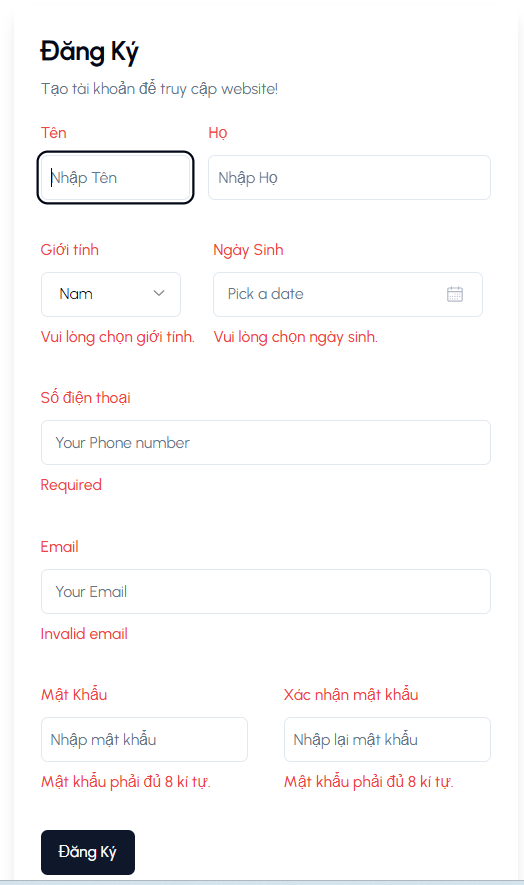 Đăng Ký
Tạo tài khoản để truy cập website!
Tên Họ
Nhập Tên Nhập Họ
Giới tính Ngày Sinh
Nam Pick a date
Vui lòng chọn giới tính. Vui lòng chọn ngày sinh.
Số điện thoại
Your Phone number
Required
Email
Your Email
Invalid email
Mật Khẩu Xác nhận mật khẩu
Nhập mật khẩu Nhập lại mật khẩu
Mật khẩu phải đủ 8 kí tự. Mật khẩu phải đủ 8 kí tự.
Đăng Ký